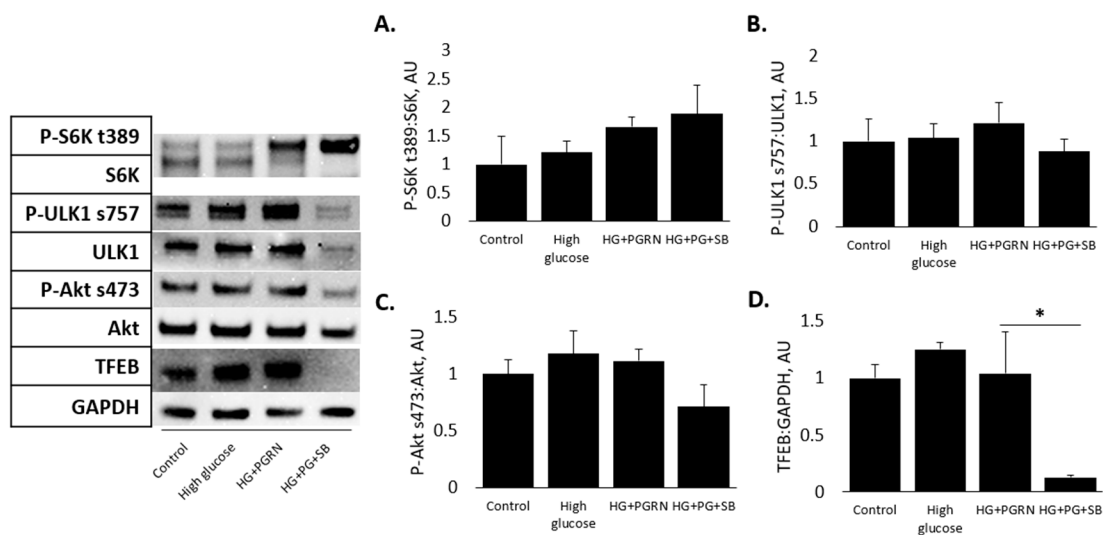 P-S6K t389
S6K
P-ULK1 s757
ULK1
P-Akt s473
Akt
TFEB
GAPDH
Control
High glucose
HG+PGRN
HG+PG+SB
A.
P-S6K t389:S6K, AU
3
2.5
2
1.5
1
0.5
0
Control
High
glucose
HG+PGRN
HG+PG+SB
B.
P-ULK1 s757:ULK1, AU
2
1.5
1
0.5
0
Control
High
glucose
HG+PGRN
HG+PG+SB
C.
P-Akt s473:Akt, AU
1.5
1
0.5
0
Control
High
glucose
HG+PGRN
HG+PG+SB
D.
TFEB:GAPDH, AU
1.5
1
0.5
0
*
Control
High
glucose
HG+PGRN
HG+PG+SB